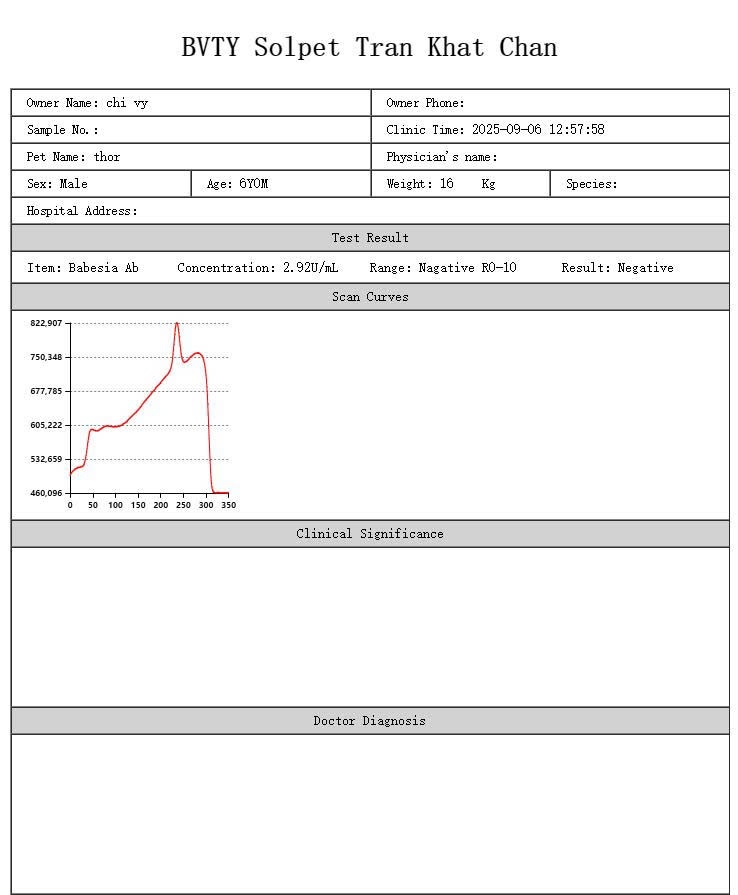 BVTY Solpet Tran Khat Chan
Owner Name: chi vy Owner Phone:
Sample No.: Clinic Time: 2025-09-06 12:57:58
Pet Name: thor Physician's name:
Sex: Male Age: 6Y0M Weight: 16 Kg Species:
Hospital Address:
Test Result
Item: Babesia Ab Concentration: 2.92U/mL Range: Nagative R0-10 Result: Negative
Scan Curves
822,907
750,348
677,785
605,222
532,659
460,096
0 50 100 150 200 250 300 350
Clinical Significance
Doctor Diagnosis